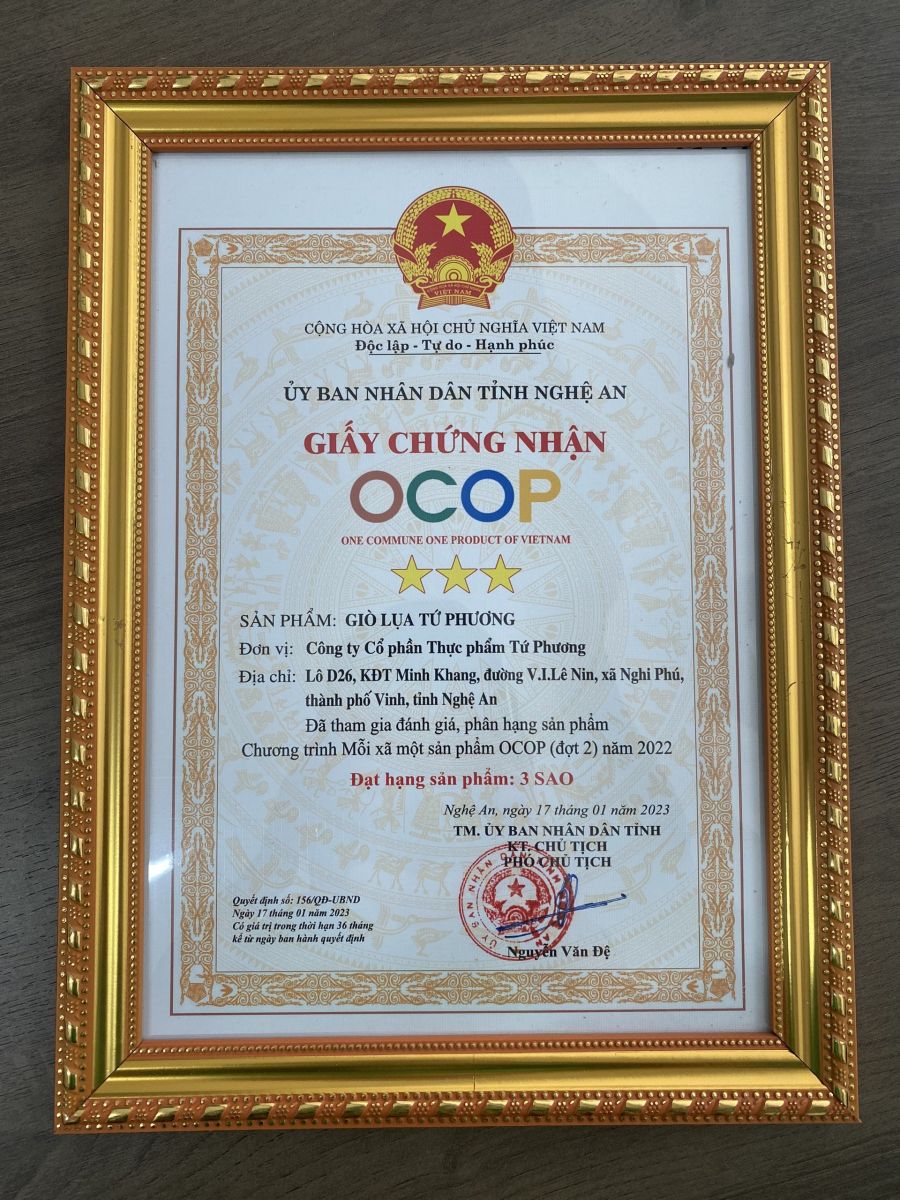 VIỆT NAM
CỘNG HÒA XÃ HỘI CHỦ NGHĨA VIỆT NAM
Độc lập - Tự do - Hạnh phúc
ỦY BAN NHÂN DÂN TỈNH NGHỆ AN
GIẤY CHỨNG NHẬN
OCOP
ONE COMMUNE ONE PRODUCT OF VIETNAM
SẢN PHẨM: GIÒ LỤA TỨ PHƯƠNG
Đơn vị: Công ty Cổ phần Thực phẩm Tứ Phương
Địa chỉ: Lô D26, KĐT Minh Khang, đường V.I.Lê Nin, xã Nghi Phú,
thành phố Vinh, tỉnh Nghệ An
Đã tham gia đánh giá, phân hạng sản phẩm
Chương trình Mỗi xã một sản phẩm OCOP (đợt 2) năm 2022
Đạt hạng sản phẩm: 3 SAO
Nghệ An, ngày 17 tháng 01 năm 2023
TM. ỦY BAN NHÂN DÂN TỈNH
KT. CHỦ TỊCH
PHÓ CHỦ TỊCH
Quyết định số: 156/QĐ-UBND
Ngày 17 tháng 01 năm 2023
Có giá trị trong thời hạn 36 tháng
kể từ ngày ban hành quyết định
ỦY BAN NHÂN DÂN TỈNH
Nguyễn Văn Đệ